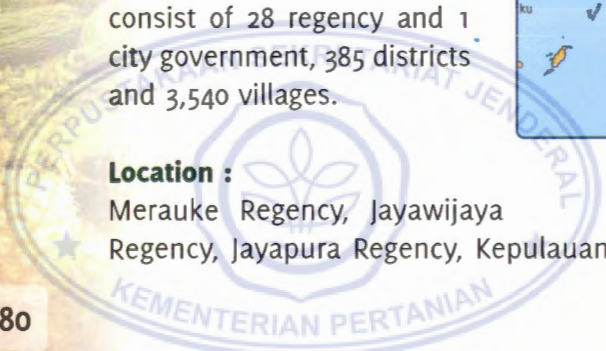 consist of 28 regency and 1
city government, 385 districts
and 3,540 villages.
ku
Location :
Merauke Regency, Jayawijaya
Regency, Jayapura Regency, Kepulauan
80
PERPUSTAKAAN SEKRETARIAT JENDERAL
KEMENTERIAN PERTANIAN